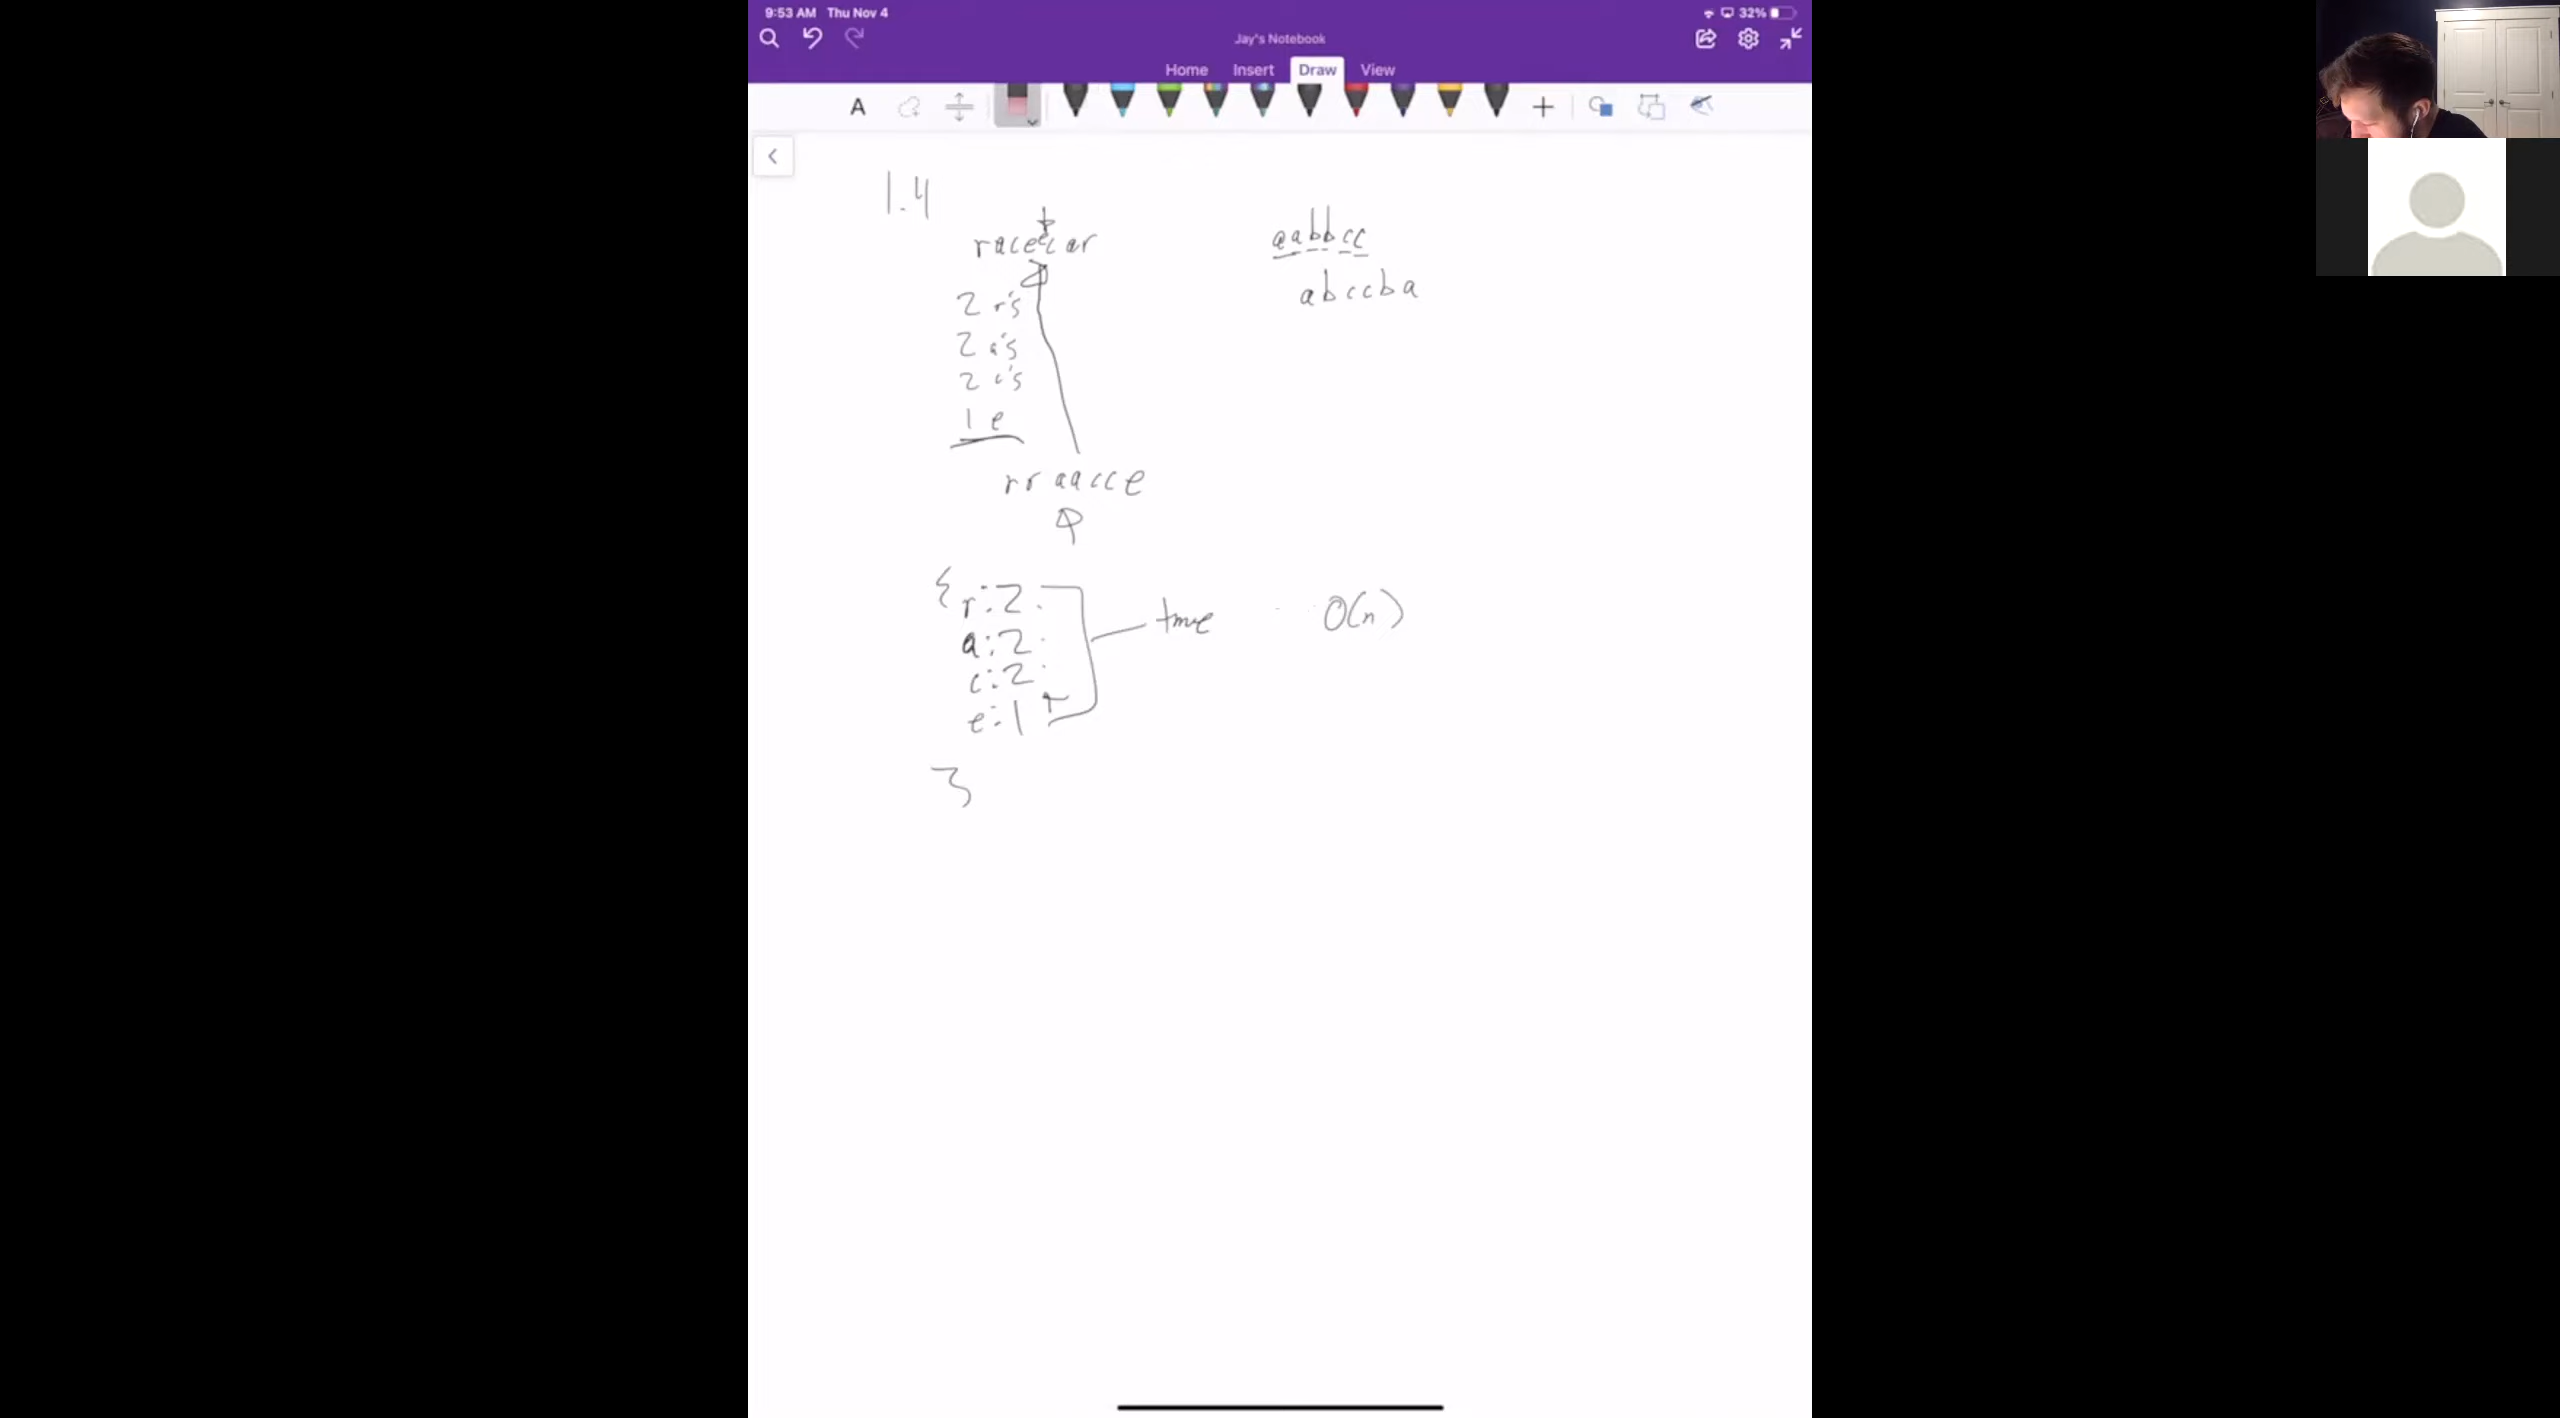 9:53 AM Thu Nov 4
32%
Jay's Notebook
Home Insert Draw View
A
1.4
racecar
aabbcc
abccba
2 r's
2 a's
2 c's
1 e
rraacce
{
r:2
a:2
c:2
e:1
}
true
O(n)